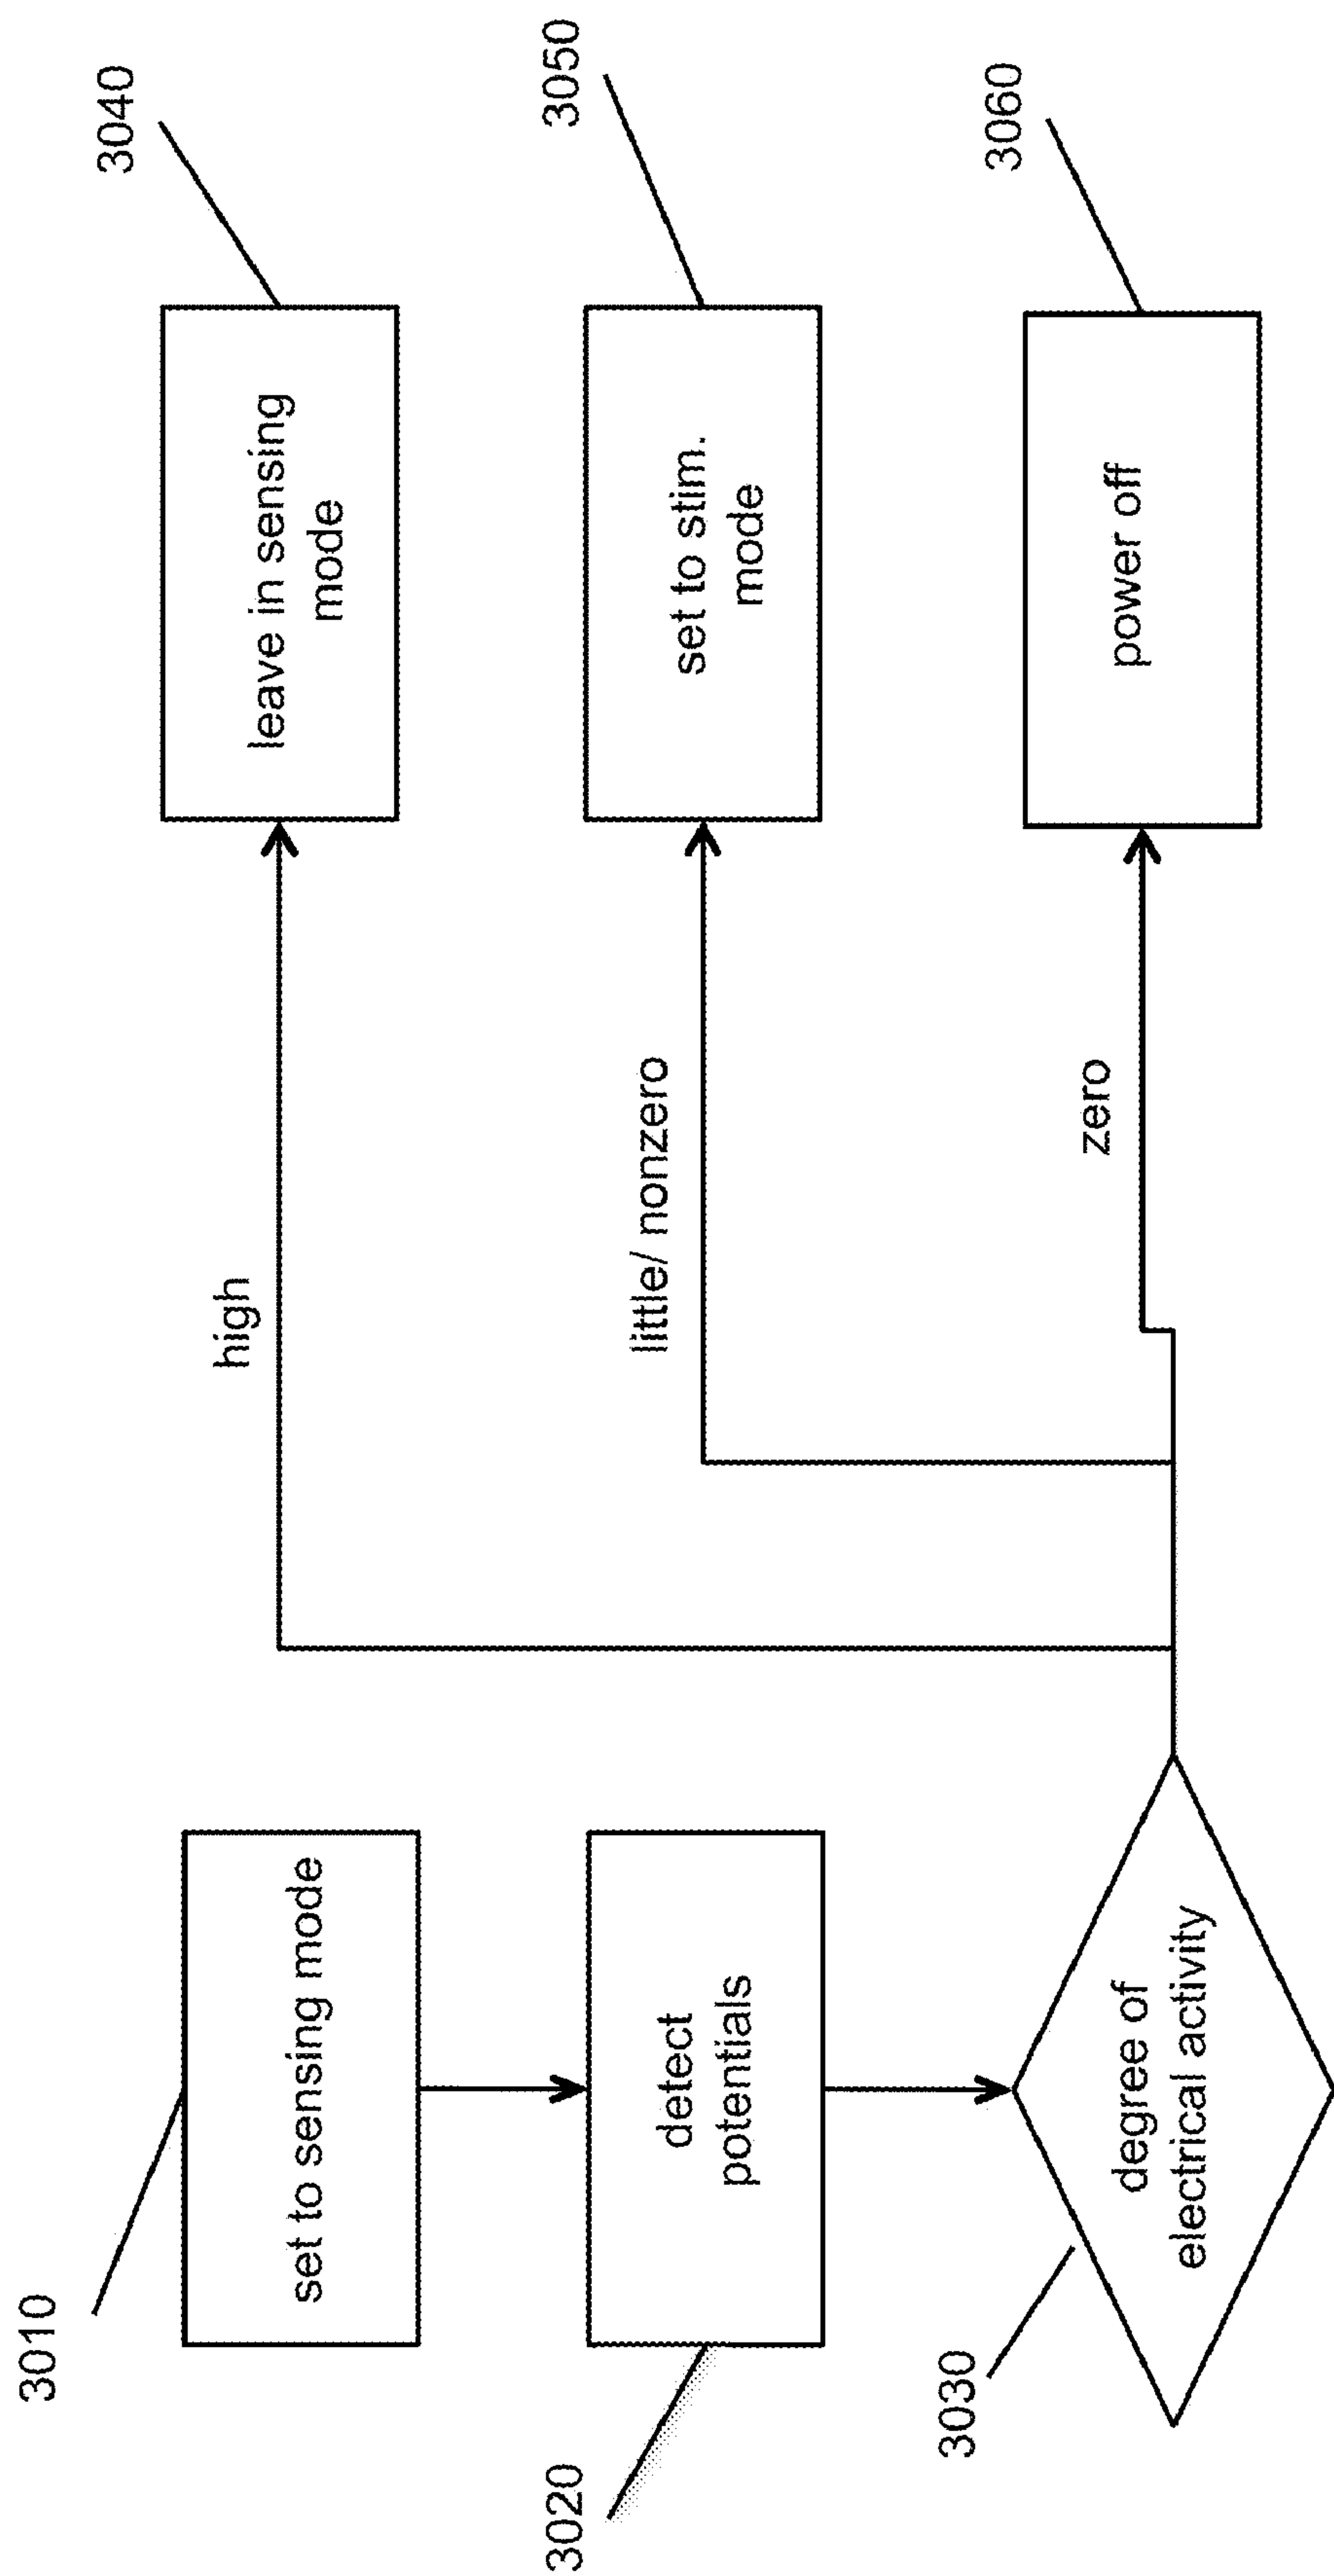 3010
set to sensing mode
3020
detect
potentials
3030
degree of
electrical activity
high
3040
leave in sensing
mode
little/ nonzero
3050
set to stim.
mode
zero
3060
power off